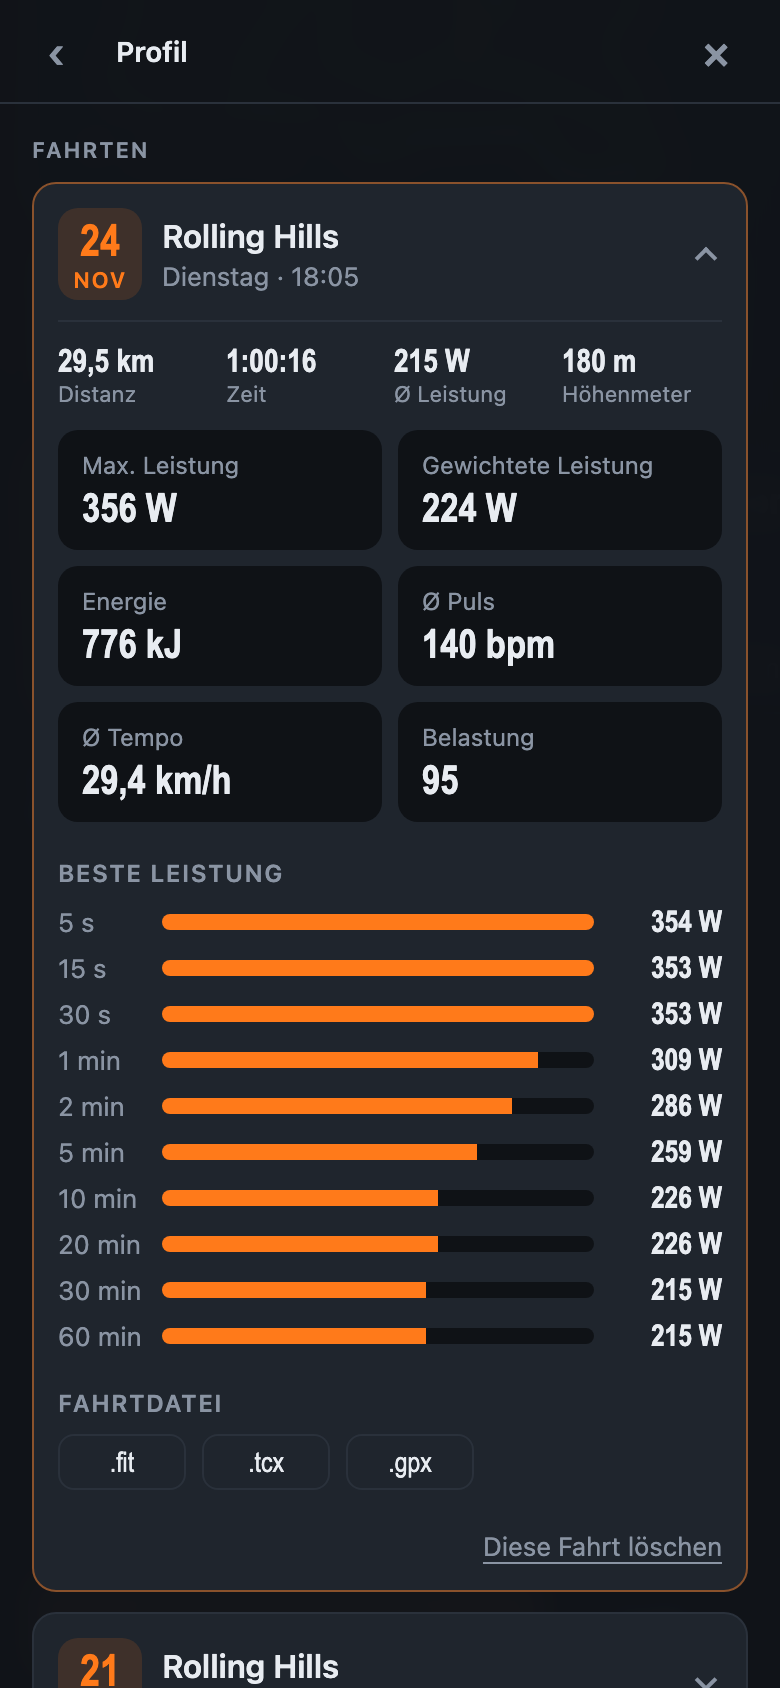 Profil
FAHRTEN
24
NOV
Rolling Hills
Dienstag · 18:05
29,5 km 1:00:16 215 W 180 m
Distanz Zeit Ø Leistung Höhenmeter
Max. Leistung Gewichtete Leistung
356 W 224 W
Energie Ø Puls
776 kJ 140 bpm
Ø Tempo Belastung
29,4 km/h 95
BESTE LEISTUNG
5 s 354 W
15 s 353 W
30 s 353 W
1 min 309 W
2 min 286 W
5 min 259 W
10 min 226 W
20 min 226 W
30 min 215 W
60 min 215 W
FAHRTDATEI
.fit .tcx .gpx
Diese Fahrt löschen
21
Rolling Hills